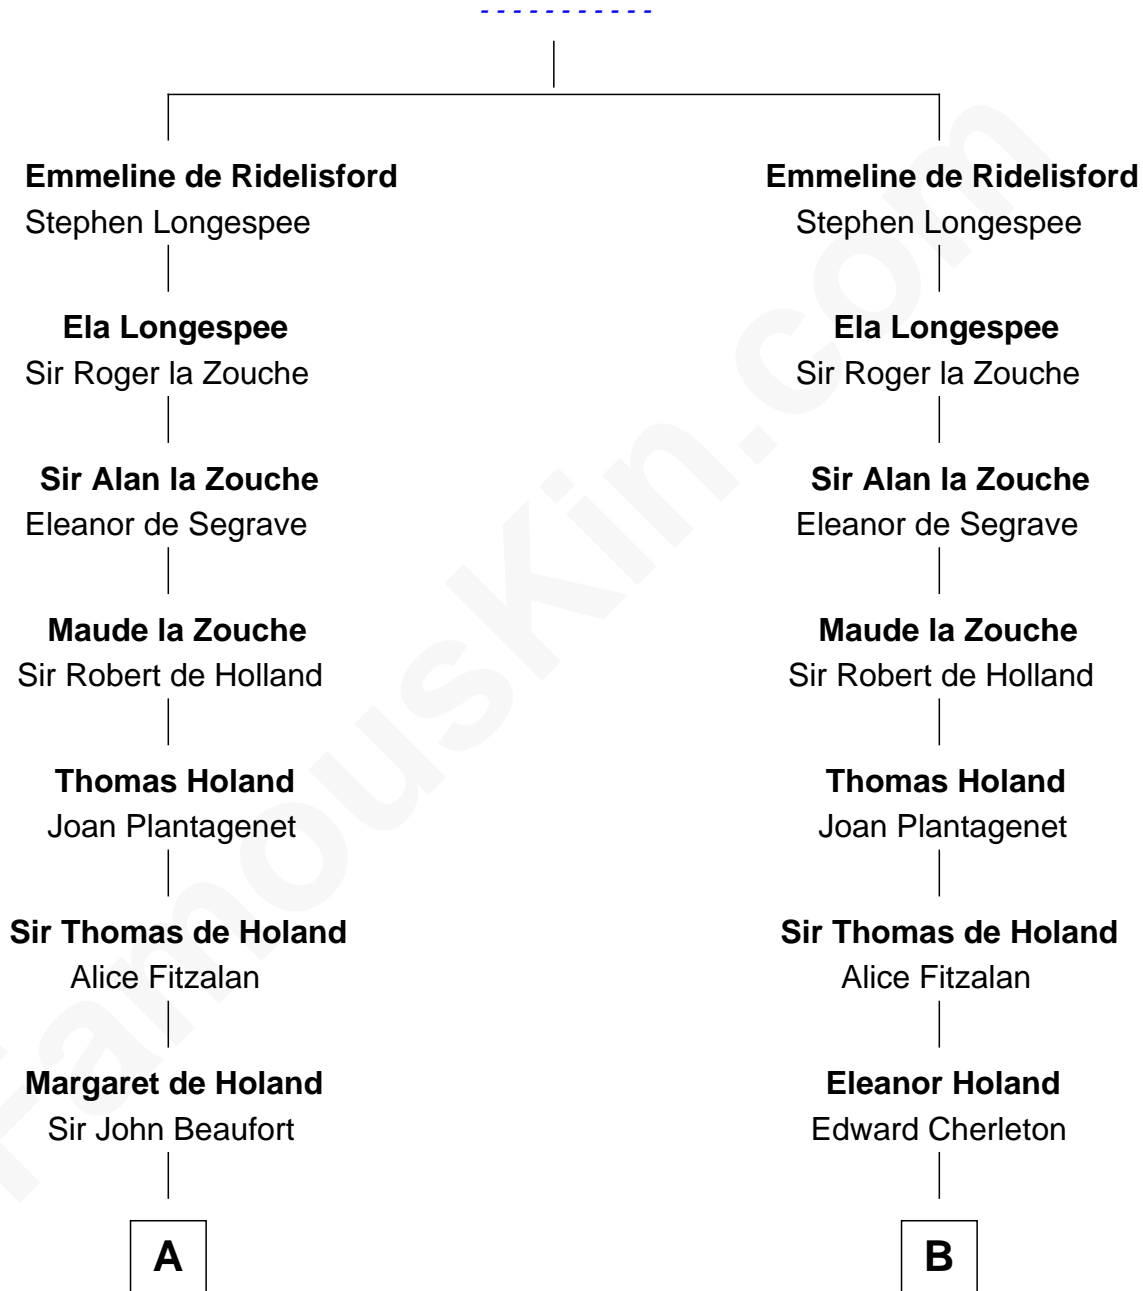 - - - - - - - - - - -
Emmeline de Ridelisford Emmeline de Ridelisford
Stephen Longespee Stephen Longespee
Ela Longespee Ela Longespee
Sir Roger la Zouche Sir Roger la Zouche
Sir Alan la Zouche Sir Alan la Zouche
Eleanor de Segrave Eleanor de Segrave
Maude la Zouche Maude la Zouche
Sir Robert de Holland Sir Robert de Holland
Thomas Holand Thomas Holand
Joan Plantagenet Joan Plantagenet
Sir Thomas de Holand Sir Thomas de Holand
Alice Fitzalan Alice Fitzalan
Margaret de Holand Eleanor Holand
Sir John Beaufort Edward Cherleton
A B
FamousKin.com